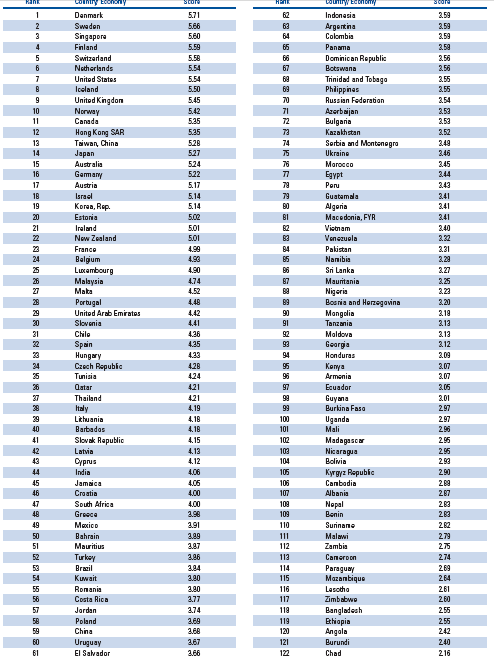 Rank Country/Economy Score
1 Denmark 5.71
2 Sweden 5.66
3 Singapore 5.60
4 Finland 5.59
5 Switzerland 5.58
6 Netherlands 5.54
7 United States 5.54
8 Iceland 5.50
9 United Kingdom 5.45
10 Norway 5.42
11 Canada 5.35
12 Hong Kong SAR 5.35
13 Taiwan, China 5.28
14 Japan 5.27
15 Australia 5.24
16 Germany 5.22
17 Austria 5.17
18 Israel 5.14
19 Korea, Rep. 5.14
20 Estonia 5.02
21 Ireland 5.01
22 New Zealand 5.01
23 France 4.99
24 Belgium 4.93
25 Luxembourg 4.90
26 Malaysia 4.74
27 Malta 4.52
28 Portugal 4.48
29 United Arab Emirates 4.42
30 Slovenia 4.41
31 Chile 4.36
32 Spain 4.35
33 Hungary 4.33
34 Czech Republic 4.28
35 Tunisia 4.24
36 Qatar 4.21
37 Thailand 4.21
38 Italy 4.19
39 Lithuania 4.18
40 Barbados 4.18
41 Slovak Republic 4.15
42 Latvia 4.13
43 Cyprus 4.12
44 India 4.06
45 Jamaica 4.05
46 Croatia 4.00
47 South Africa 4.00
48 Greece 3.98
49 Mexico 3.91
50 Bahrain 3.89
51 Mauritius 3.87
52 Turkey 3.86
53 Brazil 3.84
54 Kuwait 3.80
55 Romania 3.80
56 Costa Rica 3.77
57 Jordan 3.74
58 Poland 3.69
59 China 3.68
60 Uruguay 3.67
61 El Salvador 3.66
Rank Country/Economy Score
62 Indonesia 3.59
63 Argentina 3.59
64 Colombia 3.59
65 Panama 3.58
66 Dominican Republic 3.56
67 Botswana 3.56
68 Trinidad and Tobago 3.55
69 Philippines 3.55
70 Russian Federation 3.54
71 Azerbaijan 3.53
72 Bulgaria 3.53
73 Kazakhstan 3.52
74 Serbia and Montenegro 3.48
75 Ukraine 3.46
76 Morocco 3.45
77 Egypt 3.44
78 Peru 3.43
79 Guatemala 3.41
80 Algeria 3.41
81 Macedonia, FYR 3.41
82 Vietnam 3.40
83 Venezuela 3.32
84 Pakistan 3.31
85 Namibia 3.28
86 Sri Lanka 3.27
87 Mauritania 3.25
88 Nigeria 3.23
89 Bosnia and Herzegovina 3.20
90 Mongolia 3.18
91 Tanzania 3.13
92 Moldova 3.13
93 Georgia 3.12
94 Honduras 3.09
95 Kenya 3.07
96 Armenia 3.07
97 Ecuador 3.05
98 Guyana 3.01
99 Burkina Faso 2.97
100 Uganda 2.97
101 Mali 2.96
102 Madagascar 2.95
103 Nicaragua 2.95
104 Bolivia 2.93
105 Kyrgyz Republic 2.90
106 Cambodia 2.88
107 Albania 2.87
108 Nepal 2.83
109 Benin 2.83
110 Suriname 2.82
111 Malawi 2.79
112 Zambia 2.75
113 Cameroon 2.74
114 Paraguay 2.69
115 Mozambique 2.64
116 Lesotho 2.61
117 Zimbabwe 2.60
118 Bangladesh 2.55
119 Ethiopia 2.55
120 Angola 2.42
121 Burundi 2.40
122 Chad 2.16